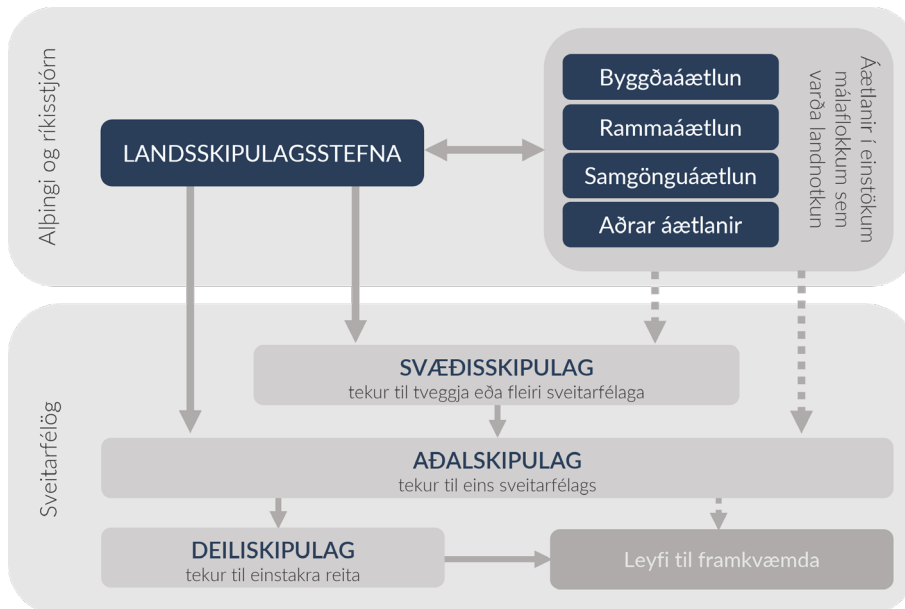 Alþingi og ríkisstjórn
LANDSSKIPULAGSSTEFNA
Byggðaáætlun
Rammaáætlun
Samgönguáætlun
Aðrar áætlanir
Áætlanir í einstökum
málaflokkum sem
varða landnotkun
Sveitarfélög
SVÆÐISSKIPULAG
tekur til tveggja eða fleiri sveitarfélaga
AÐALSKIPULAG
tekur til eins sveitarfélags
DEILISKIPULAG
tekur til einstakra reita
Leyfi til framkvæmda